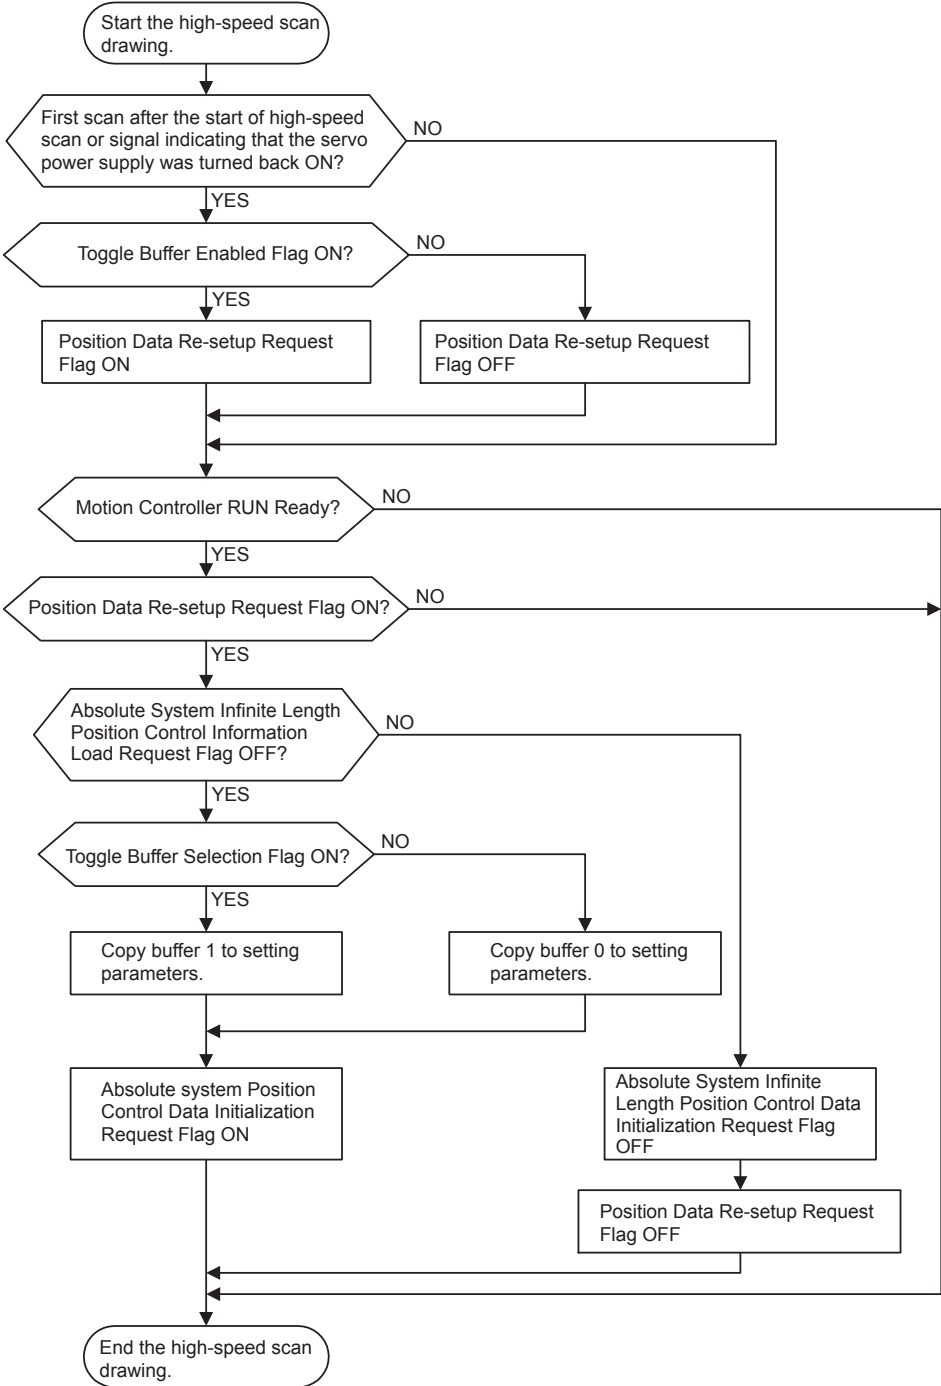 Start the high-speed scan
drawing.
First scan after the start of high-speed
scan or signal indicating that the servo
power supply was turned back ON?
NO
YES
Toggle Buffer Enabled Flag ON?
NO
YES
Position Data Re-setup Request
Flag ON
Position Data Re-setup Request
Flag OFF
Motion Controller RUN Ready?
NO
YES
Position Data Re-setup Request Flag ON?
NO
YES
Absolute System Infinite Length
Position Control Information
Load Request Flag OFF?
NO
YES
Toggle Buffer Selection Flag ON?
NO
YES
Copy buffer 1 to setting
parameters.
Copy buffer 0 to setting
parameters.
Absolute system Position
Control Data Initialization
Request Flag ON
Absolute System Infinite
Length Position Control Data
Initialization Request Flag
OFF
Position Data Re-setup Request
Flag OFF
End the high-speed scan
drawing.